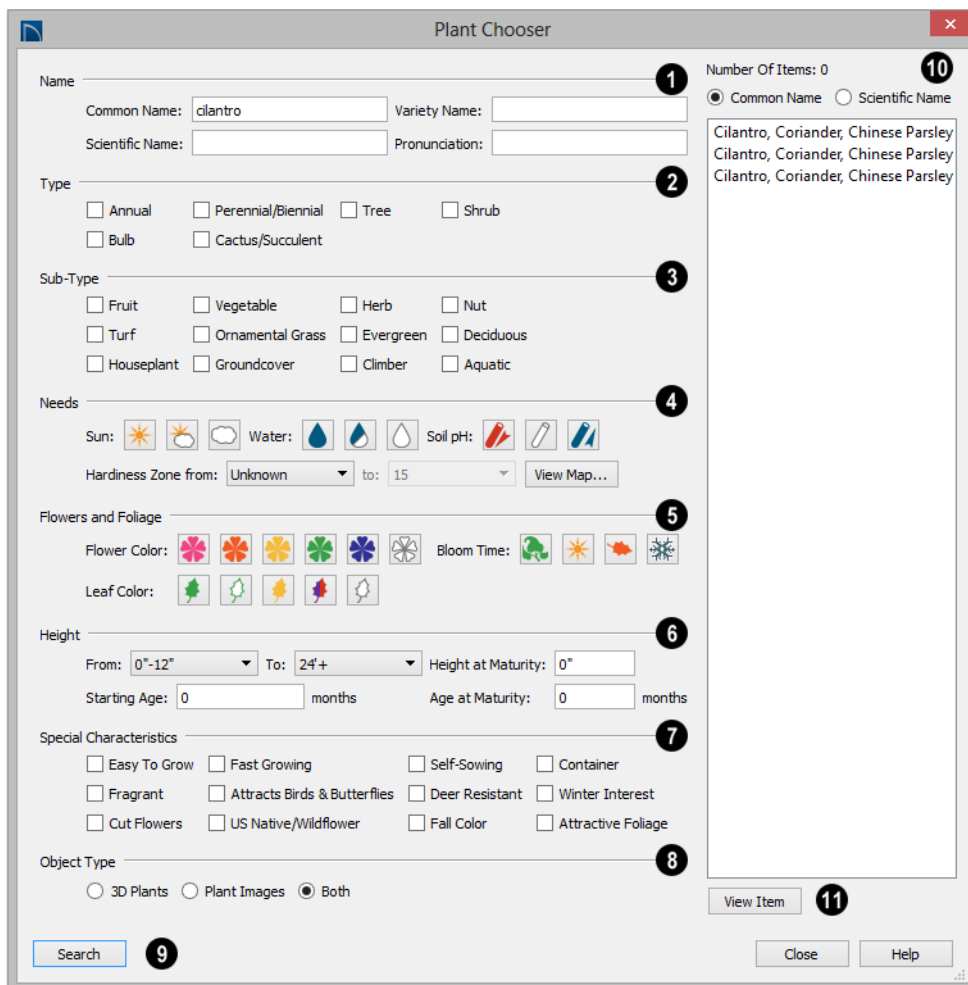 Plant Chooser
Name 1
Common Name: cilantro Variety Name:
Scientific Name: Pronunciation:
Type 2
Annual Perennial/Biennial Tree Shrub
Bulb Cactus/Succulent
Sub-Type 3
Fruit Vegetable Herb Nut
Turf Ornamental Grass Evergreen Deciduous
Houseplant Groundcover Climber Aquatic
Needs 4
Sun: Water: Soil pH:
Hardiness Zone from: Unknown to: 15 View Map...
Flowers and Foliage 5
Flower Color: Bloom Time:
Leaf Color:
Height 6
From: 0"-12" To: 24'+ Height at Maturity: 0"
Starting Age: 0 months Age at Maturity: 0 months
Special Characteristics 7
Easy To Grow Fast Growing Self-Sowing Container
Fragrant Attracts Birds & Butterflies Deer Resistant Winter Interest
Cut Flowers US Native/Wildflower Fall Color Attractive Foliage
Object Type 8
3D Plants Plant Images Both
Search 9
Number Of Items: 0 10
Common Name Scientific Name
Cilantro, Coriander, Chinese Parsley
Cilantro, Coriander, Chinese Parsley
Cilantro, Coriander, Chinese Parsley
View Item 11
Close Help